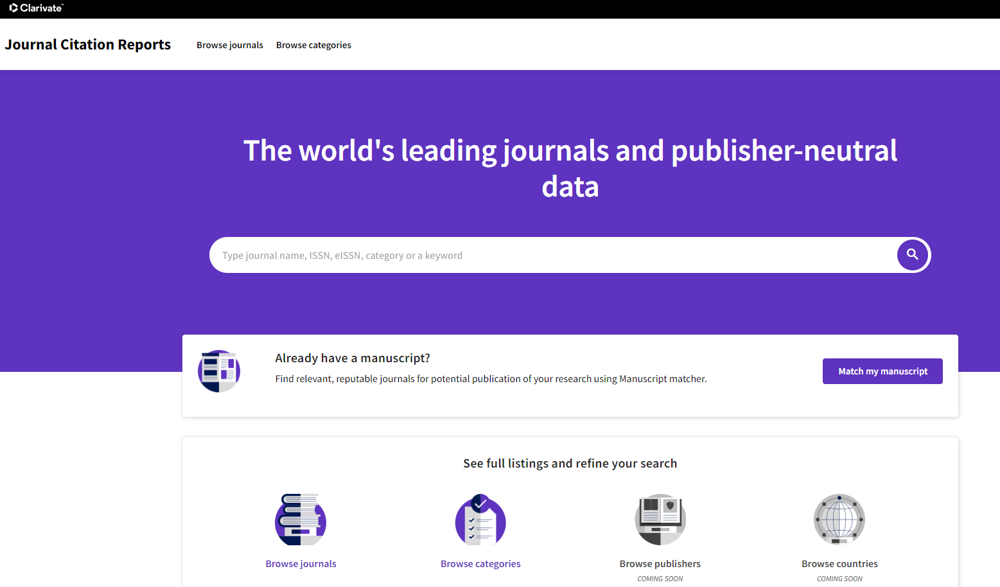 Clarivate™
Journal Citation Reports
Browse journals
Browse categories
The world's leading journals and publisher-neutral
data
Type journal name, ISSN, eISSN, category or a keyword
Already have a manuscript?
Find relevant, reputable journals for potential publication of your research using Manuscript matcher.
Match my manuscript
See full listings and refine your search
Browse journals
Browse categories
Browse publishers
COMING SOON
Browse countries
COMING SOON